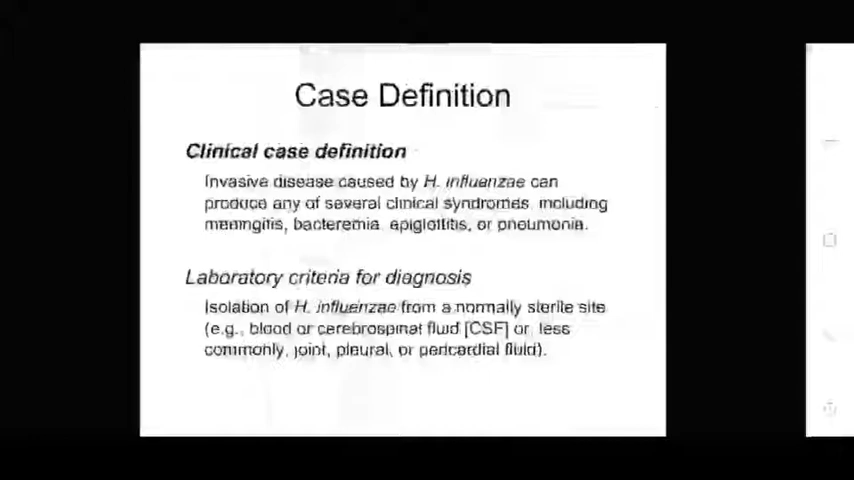 Case Definition
Clinical case definition
Invasive disease caused by H. influenzae can
produce any of several clinical syndromes, including
meningitis, bacteremia, epiglottitis, or pneumonia.
Laboratory criteria for diagnosis
Isolation of H. influenzae from a normally sterile site
(e.g., blood or cerebrospinal fluid [CSF] or, less
commonly, joint, pleural, or pericardial fluid).